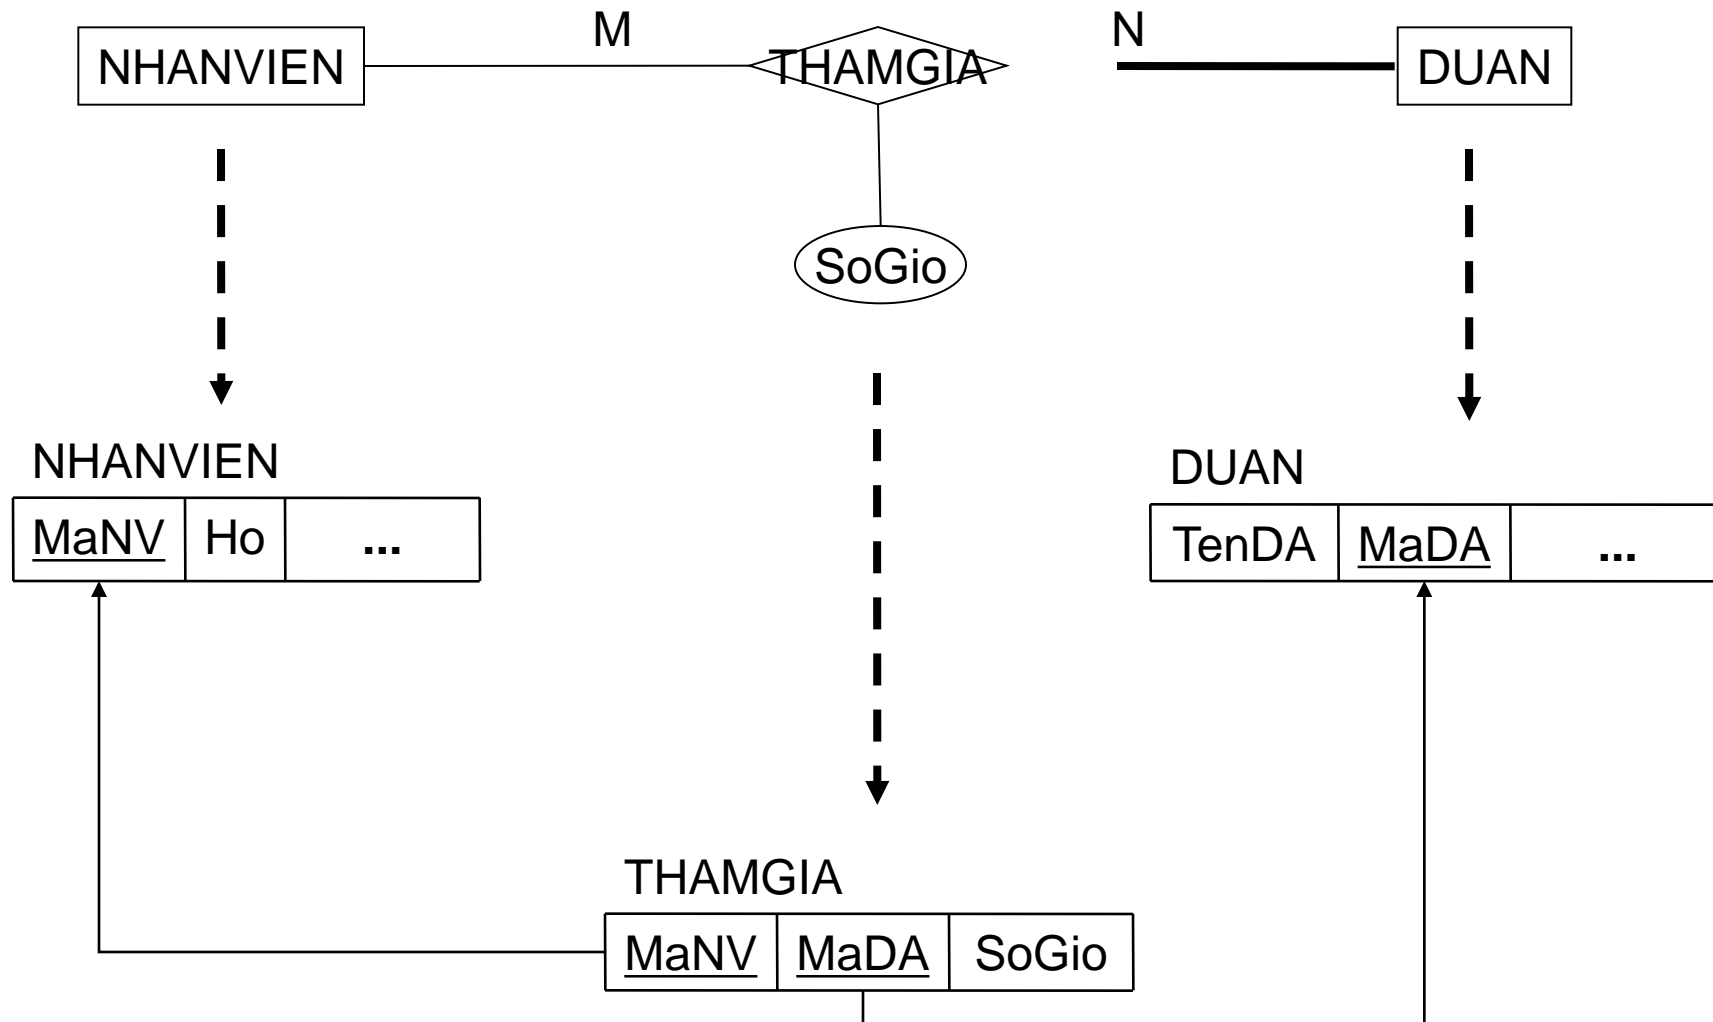 M N
NHANVIEN THAMGIA DUAN
SoGio
NHANVIEN
DUAN
MaNV Ho ...
TenDA MaDA ...
THAMGIA
MaNV MaDA SoGio